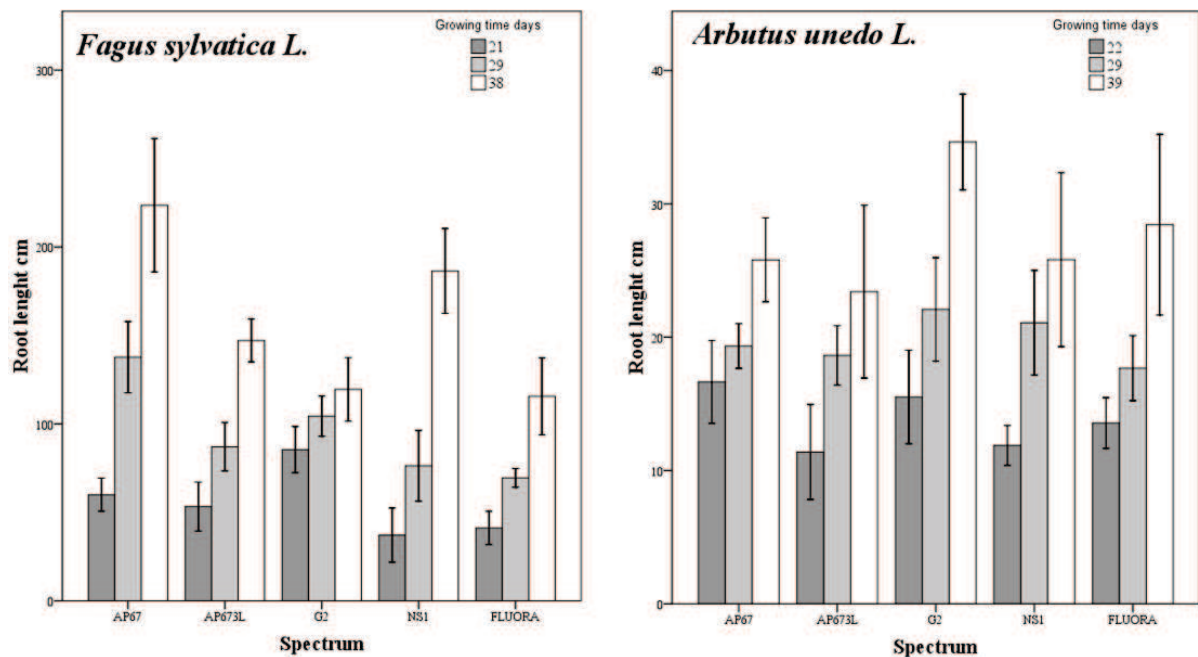 Fagus sylvatica L.
Growing time days
21
29
38
300
200
100
0
Root lenght cm
AP67 AP673L G2 NS1 FLUORA
Spectrum
Arbutus unedo L.
Growing time days
22
29
39
40
30
20
10
0
Root lenght cm
AP67 AP673L G2 NS1 FLUORA
Spectrum